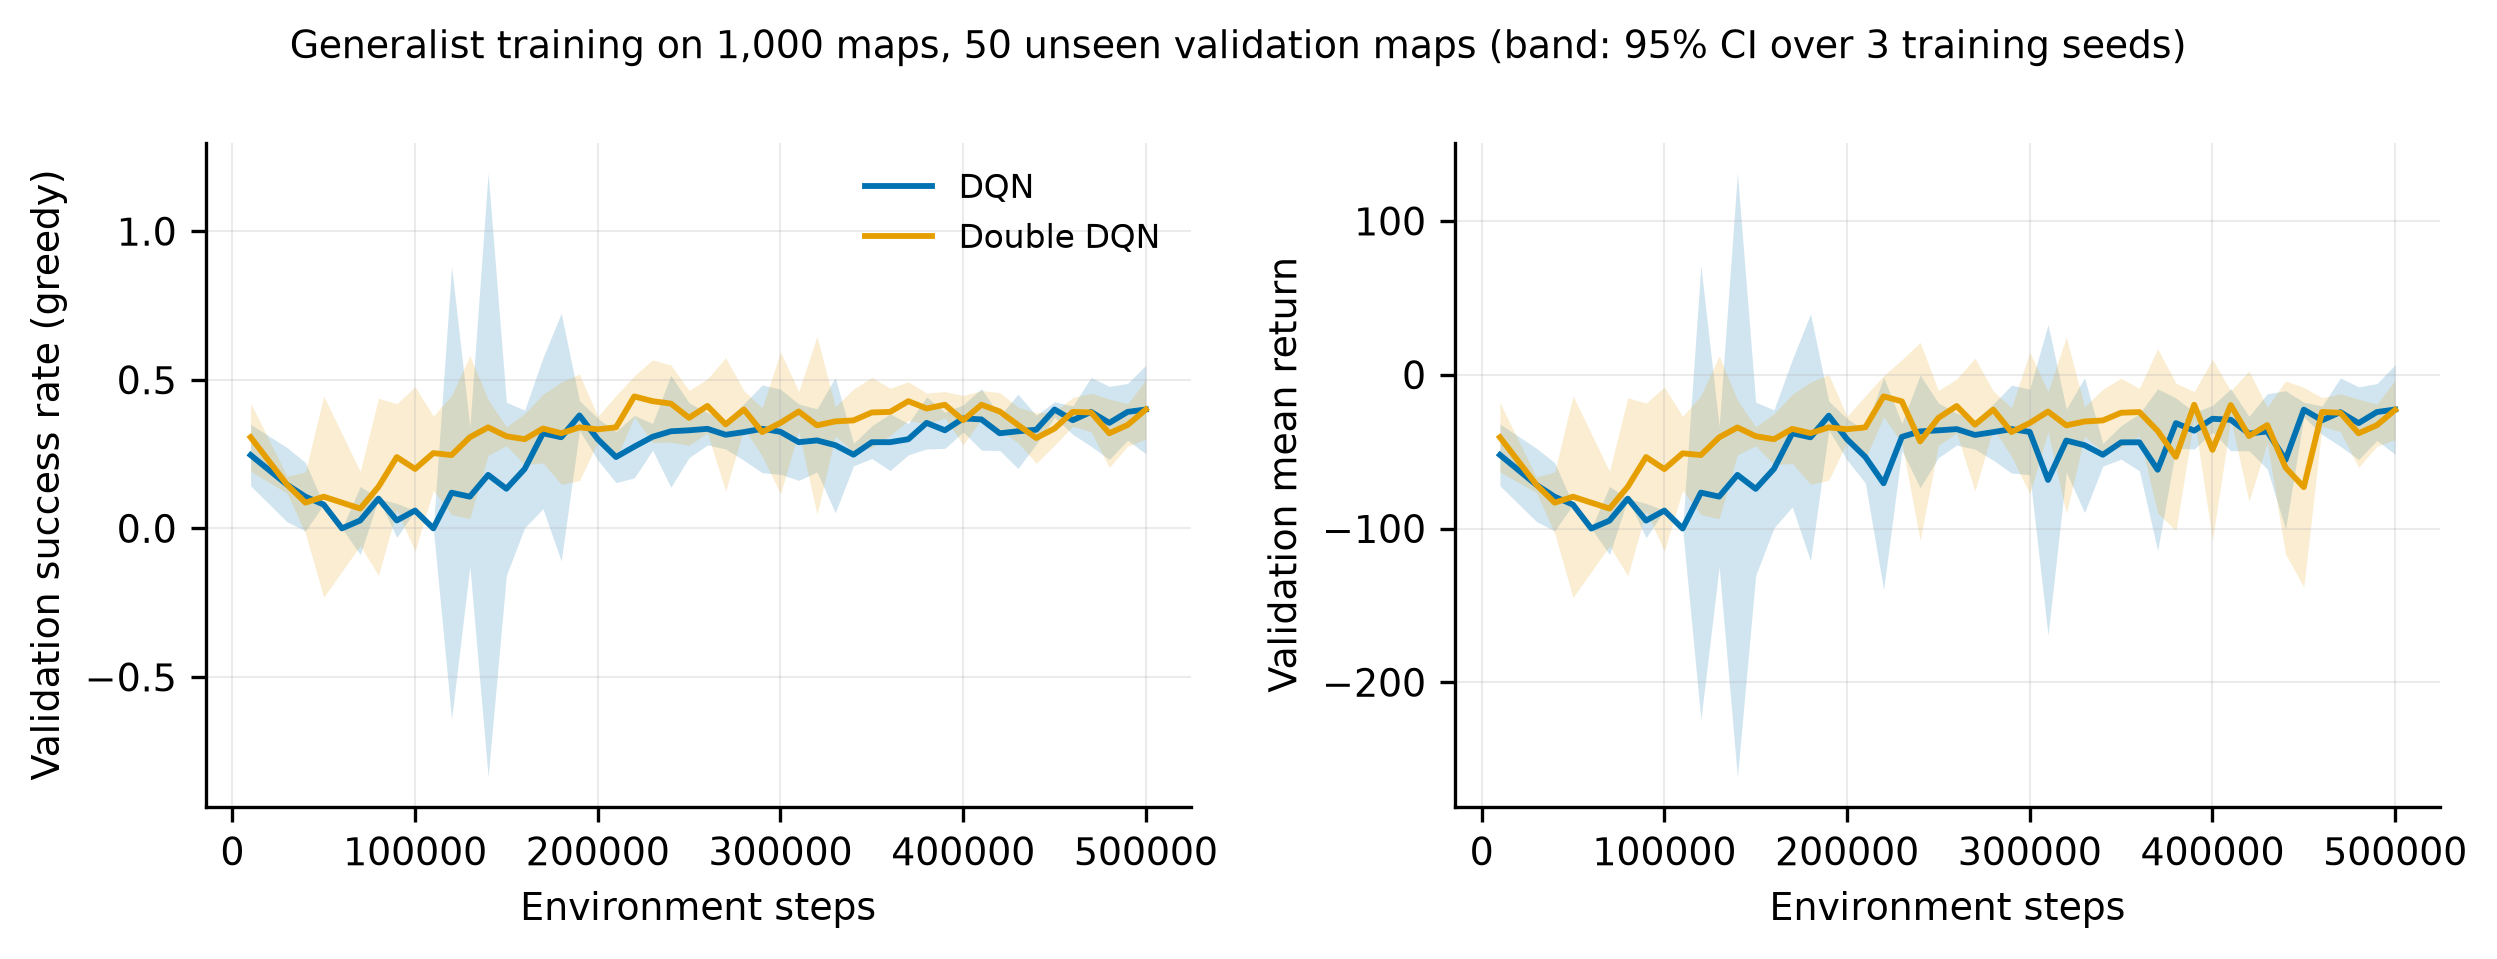 Generalist training on 1,000 maps, 50 unseen validation maps (band: 95% CI over 3 training seeds)
Validation success rate (greedy)
1.0
0.5
0.0
−0.5
DQN
Double DQN
0 100000 200000 300000 400000 500000
Environment steps
Validation mean return
100
0
−100
−200
0 100000 200000 300000 400000 500000
Environment steps